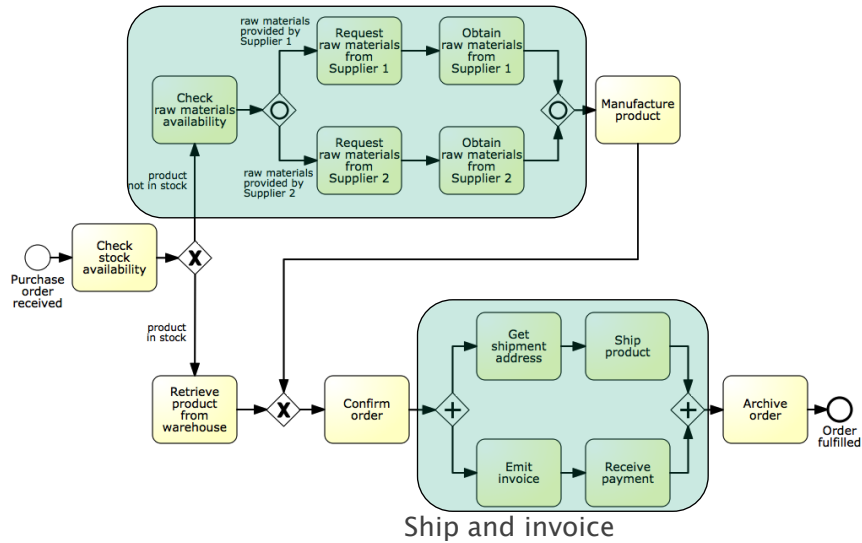 raw materials
provided by
Supplier 1
Request
raw materials
from
Supplier 1
Obtain
raw materials
from
Supplier 1
Check
raw materials
availability
Manufacture
product
raw materials
provided by
Supplier 2
Request
raw materials
from
Supplier 2
Obtain
raw materials
from
Supplier 2
product
not in stock
Purchase
order
received
Check
stock
availability
X
product
in stock
Retrieve
product
from
warehouse
X
Confirm
order
Get
shipment
address
Ship
product
Emit
invoice
Receive
payment
Archive
order
Order
fulfilled
Ship and invoice